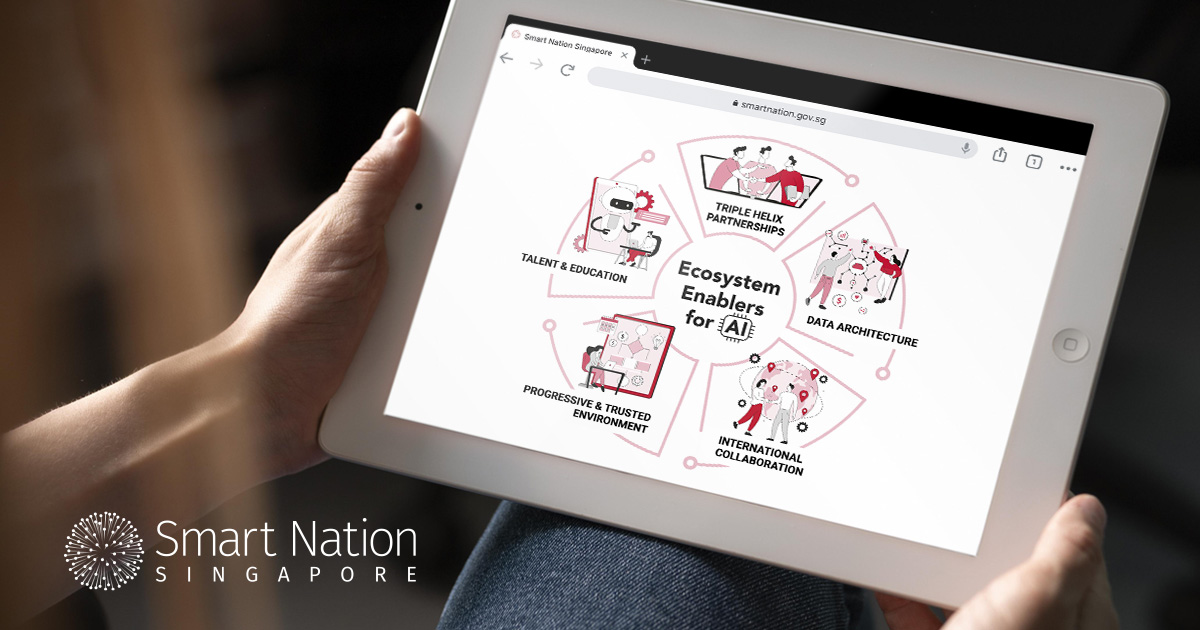 Smart Nation Singapore
smartnation.gov.sg
1
TRIPLE HELIX
PARTNERSHIPS
TALENT & EDUCATION
Ecosystem
Enablers
for AI
DATA ARCHITECTURE
PROGRESSIVE & TRUSTED
ENVIRONMENT
INTERNATIONAL
COLLABORATION
Smart Nation
SINGAPORE